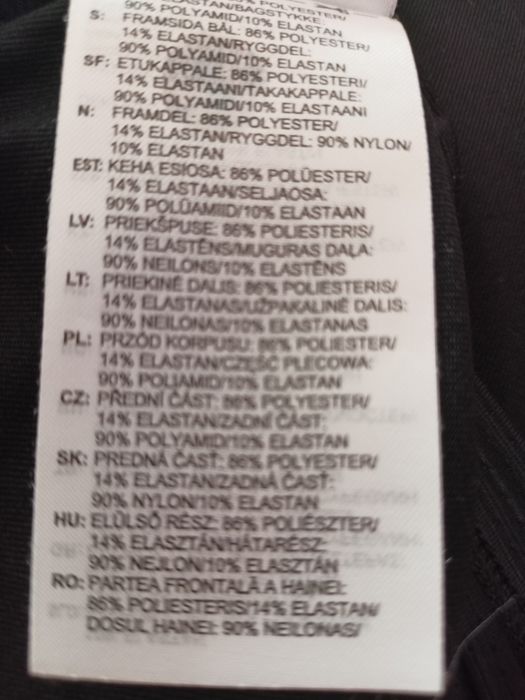 90% POLYAMID/10% ELASTAN
S: FRAMSIDA BÅL: 86% POLYESTER/
14% ELASTAN/RYGGDEL:
90% POLYAMID/10% ELASTAN
SF: ETUKAPPALE: 86% POLYESTERI/
14% ELASTAANI/TAKAKAPPALE:
90% POLYAMIDI/10% ELASTAANI
N: FRAMDEL: 86% POLYESTER/
14% ELASTAN/RYGGDEL: 90% NYLON/
10% ELASTAN
EST: KEHA ESIOSA: 86% POLÜESTER/
14% ELASTAAN/SELJAOSA:
90% POLÜAMIID/10% ELASTAAN
LV: PRIEKŠPUSE: 86% POLIESTERIS/
14% ELASTĒNS/MUGURAS DAĻA:
90% NEILONS/10% ELASTĒNS
LT: PRIEKINĖ DALIS: 86% POLIESTERIS/
14% ELASTANAS/UŽPAKALINĖ DALIS:
90% NEILONAS/10% ELASTANAS
PL: PRZÓD KORPUSU: 86% POLIESTER/
14% ELASTAN/CZĘŚĆ PLECOWA:
90% POLIAMID/10% ELASTAN
CZ: PŘEDNÍ ČÁST: 86% POLYESTER/
14% ELASTAN/ZADNÍ ČÁST:
90% POLYAMID/10% ELASTAN
SK: PREDNÁ ČASŤ: 86% POLYESTER/
14% ELASTAN/ZADNÁ ČASŤ:
90% NYLON/10% ELASTAN
HU: ELÜLSŐ RÉSZ: 86% POLIÉSZTER/
14% ELASZTÁN/HÁTARÉSZ:
90% NEJLON/10% ELASZTÁN
RO: PARTEA FRONTALĂ A HAINEI:
86% POLIESTERIS/14% ELASTAN/
DOSUL HAINEI: 90% NEILONAS/